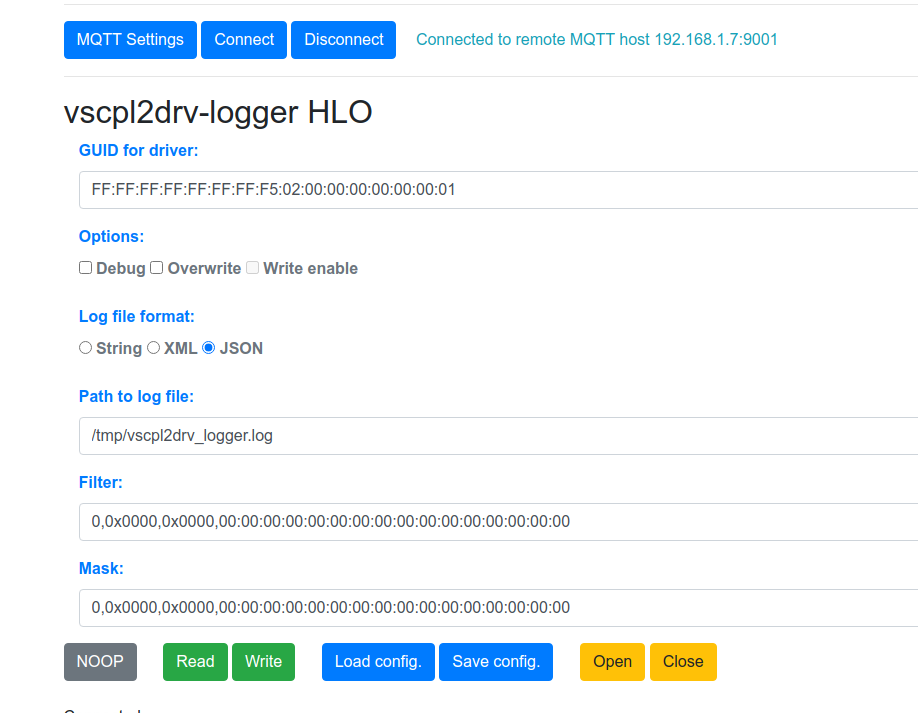 MQTT Settings Connect Disconnect Connected to remote MQTT host 192.168.1.7:9001
vscpl2drv-logger HLO
GUID for driver:
FF:FF:FF:FF:FF:FF:FF:F5:02:00:00:00:00:00:00:01
Options:
Debug Overwrite Write enable
Log file format:
String XML JSON
Path to log file:
/tmp/vscpl2drv_logger.log
Filter:
0,0x0000,0x0000,00:00:00:00:00:00:00:00:00:00:00:00:00:00:00:00
Mask:
0,0x0000,0x0000,00:00:00:00:00:00:00:00:00:00:00:00:00:00:00:00
NOOP Read Write Load config. Save config. Open Close